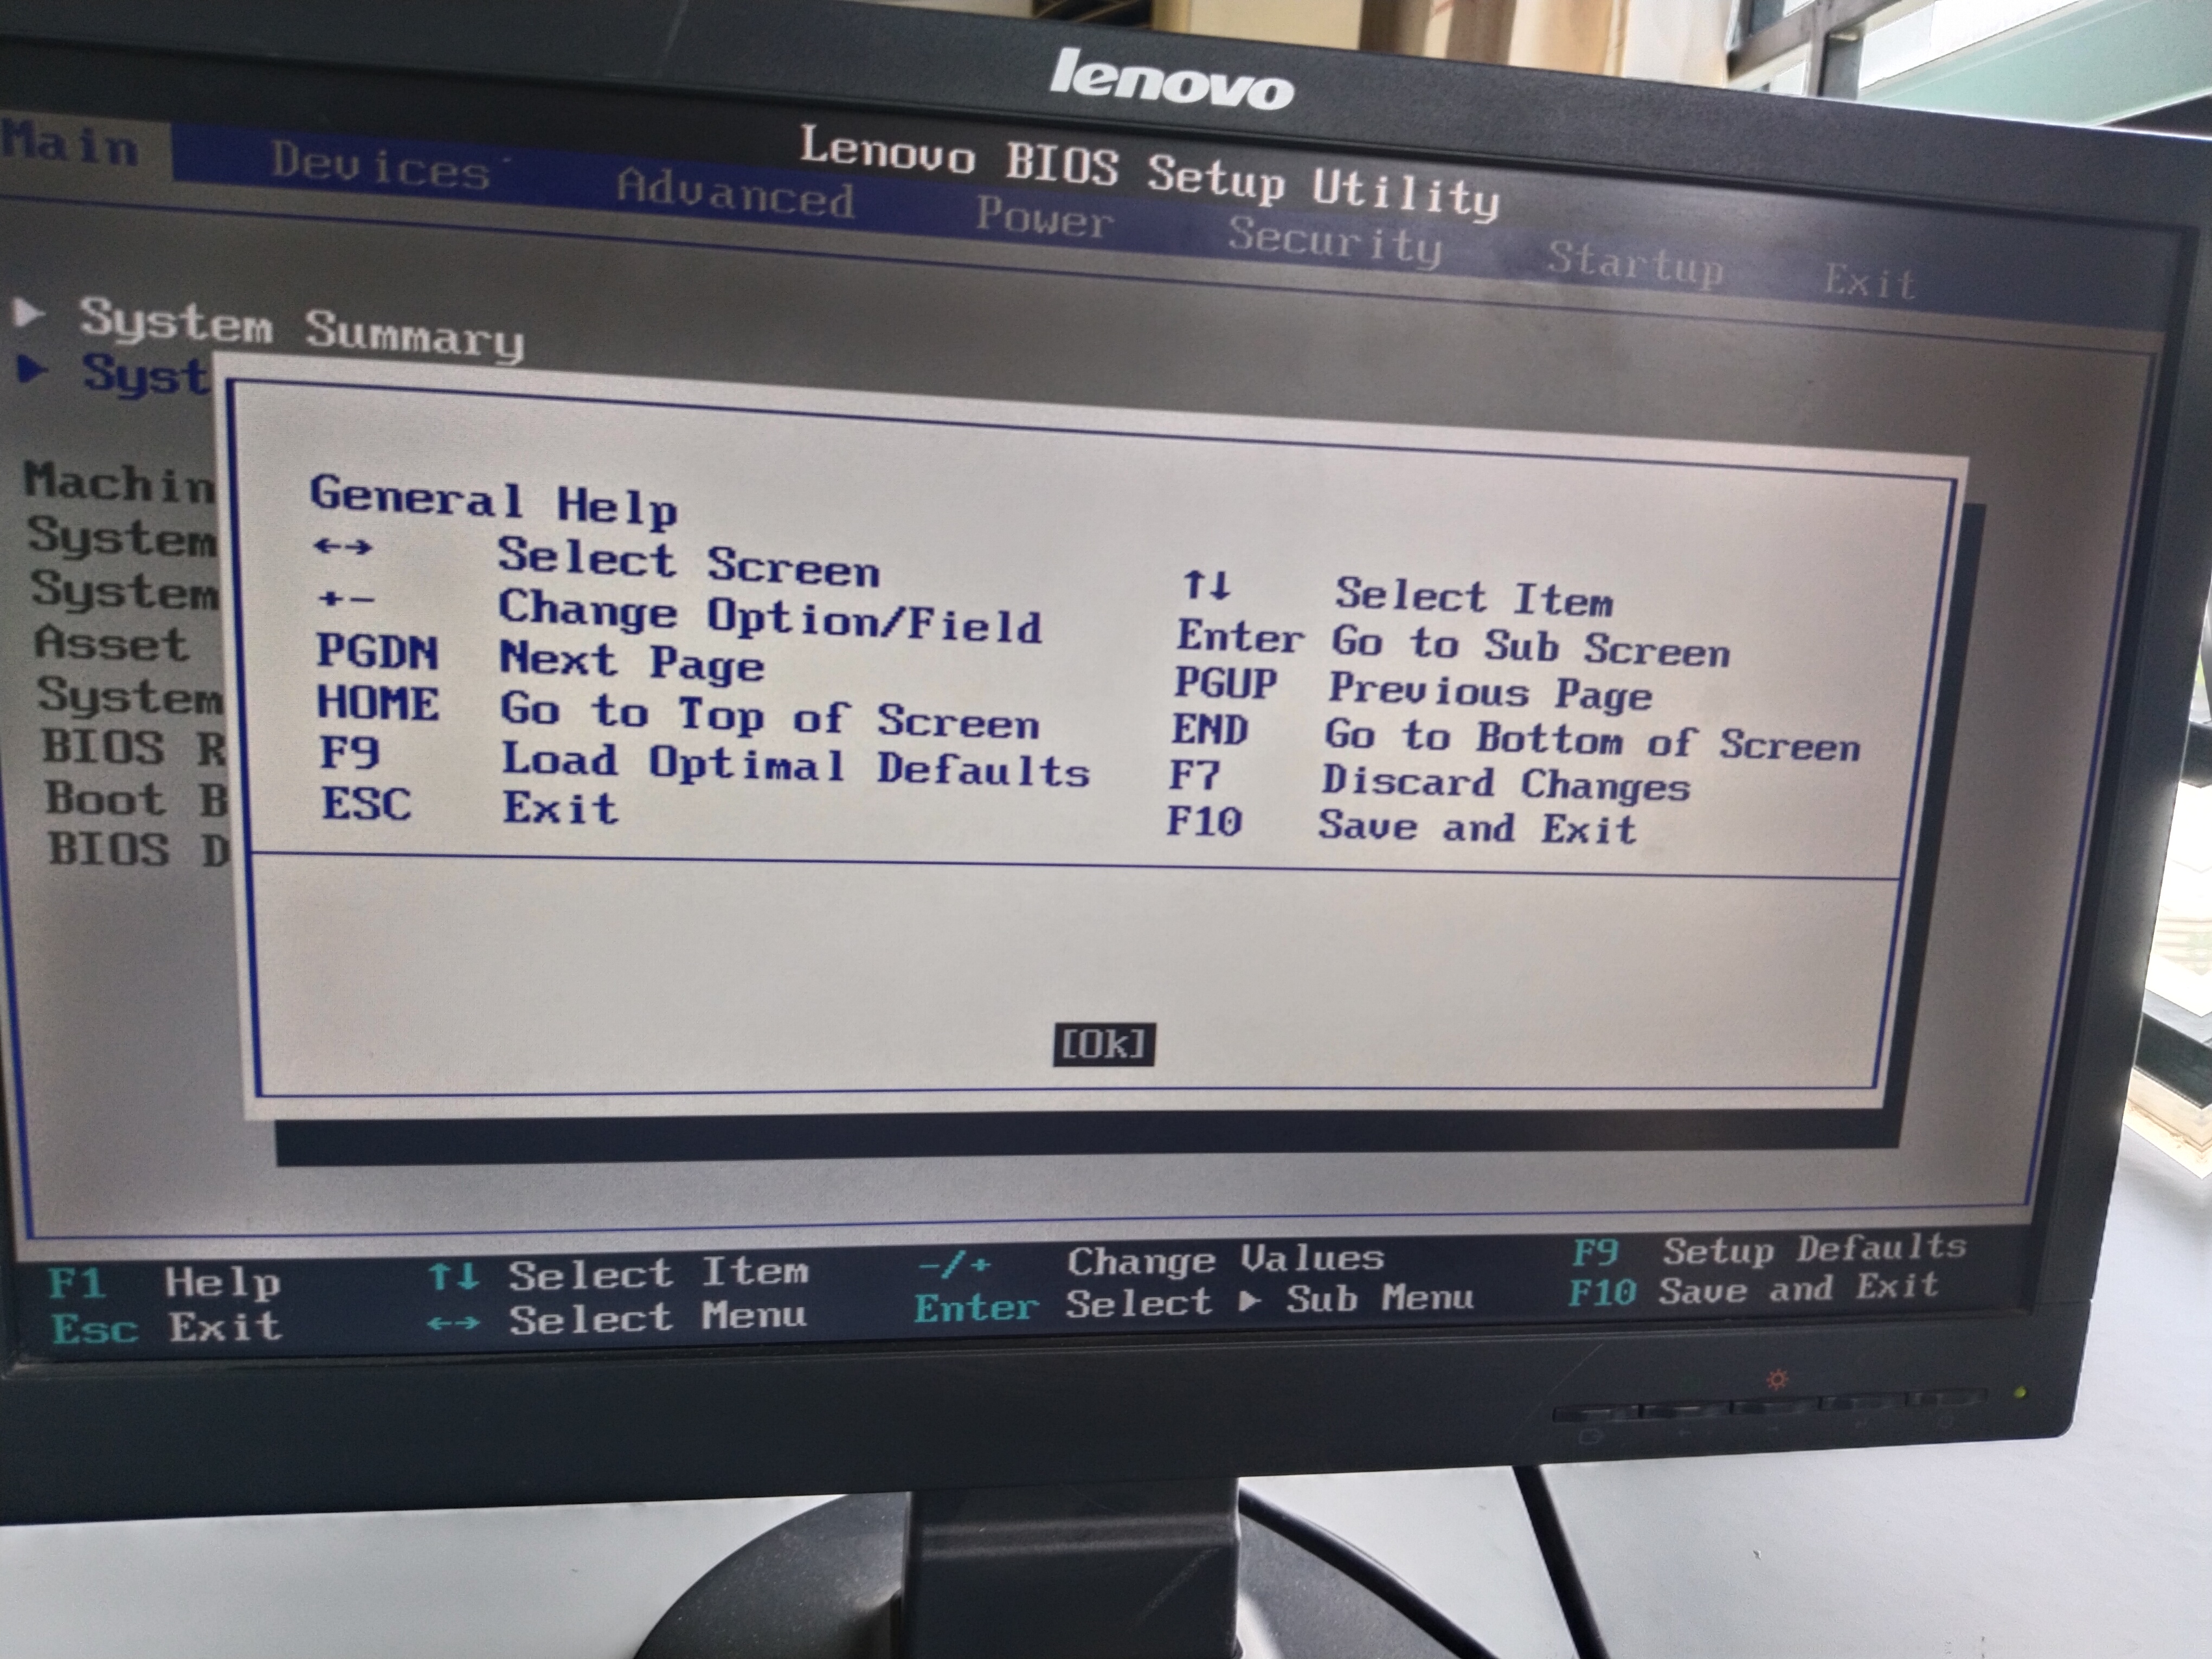 lenovo
Lenovo BIOS Setup Utility
Main Devices Advanced Power Security Startup Exit
▶ System Summary
▶ Syst
Machin
System
System
Asset
System
BIOS R
Boot B
BIOS D
General Help
←→ Select Screen ↑↓ Select Item
+- Change Option/Field Enter Go to Sub Screen
PGDN Next Page PGUP Previous Page
HOME Go to Top of Screen END Go to Bottom of Screen
F9 Load Optimal Defaults F7 Discard Changes
ESC Exit F10 Save and Exit
[Ok]
F1 Help ↑↓ Select Item -/+ Change Values F9 Setup Defaults
Esc Exit ←→ Select Menu Enter Select ▶ Sub Menu F10 Save and Exit